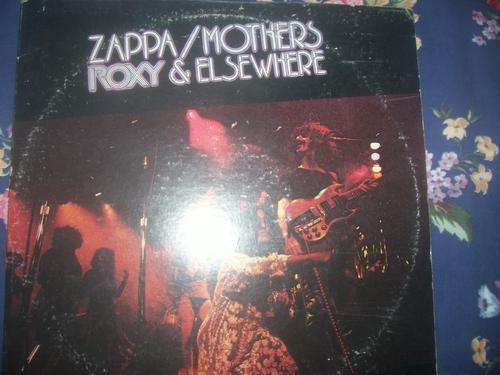 ZAPPA/MOTHERS
ROXY & ELSEWHERE